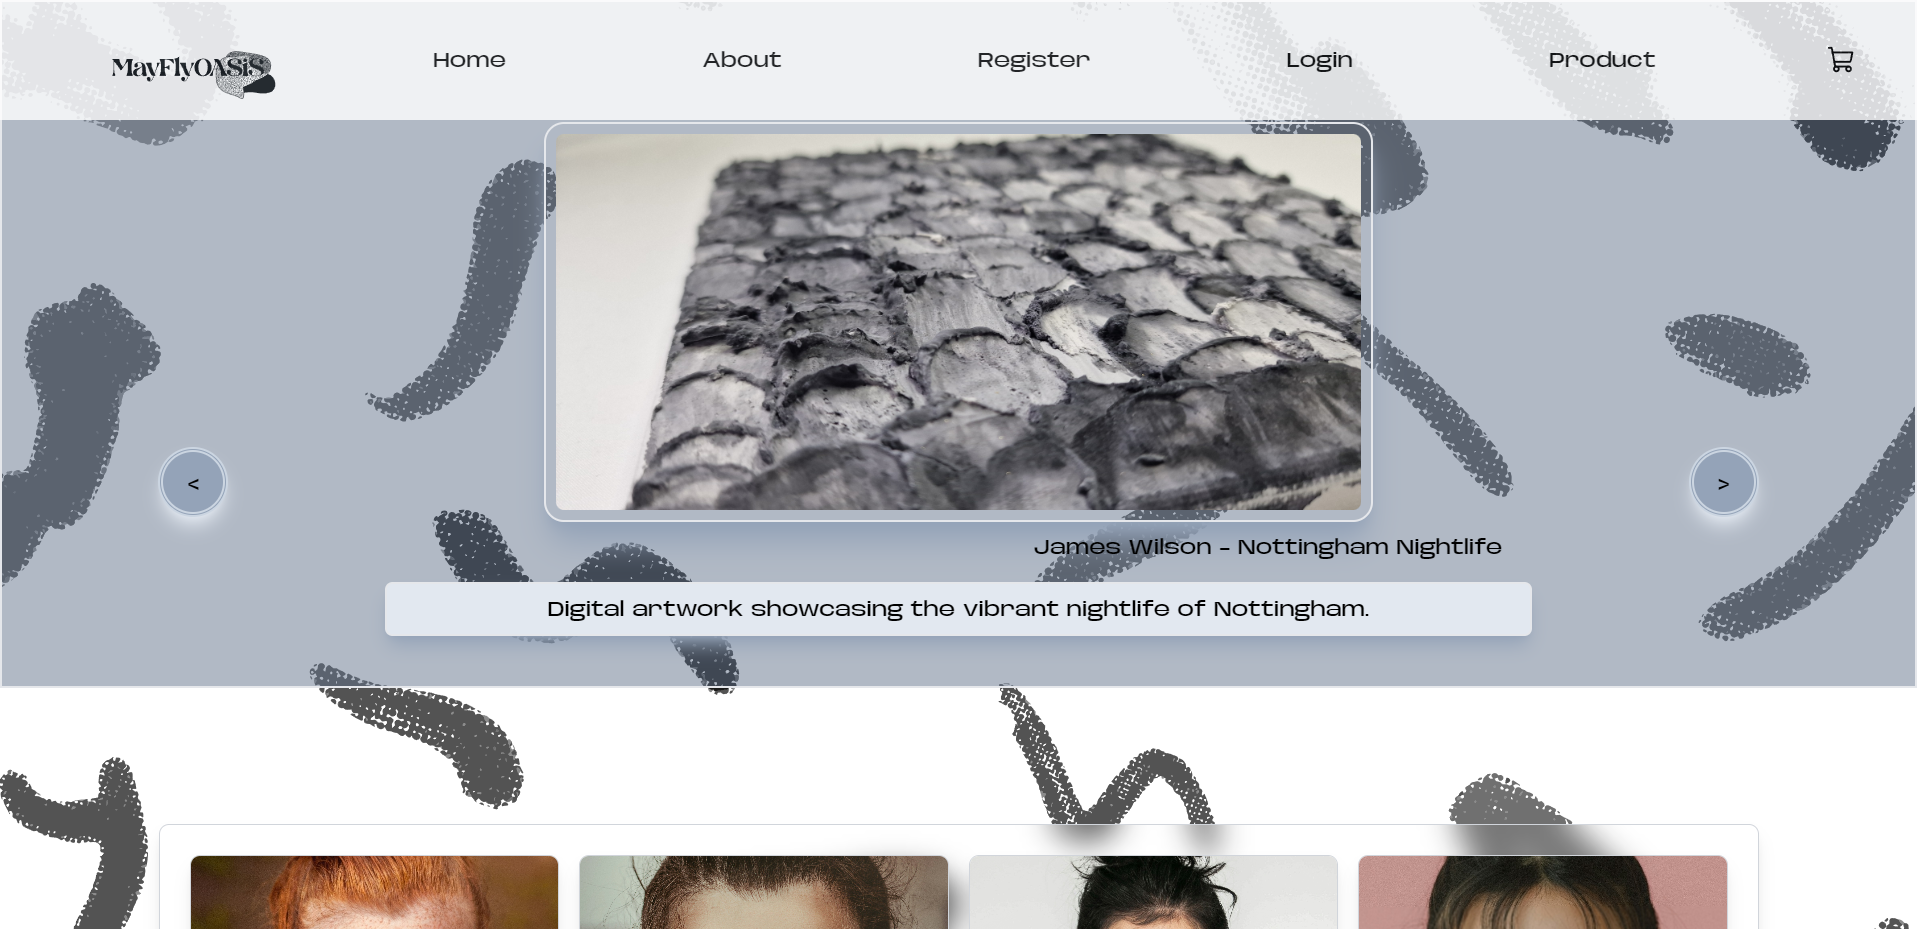 MayFlyOASiS
Home
About
Register
Login
Product
<
>
James Wilson - Nottingham Nightlife
Digital artwork showcasing the vibrant nightlife of Nottingham.